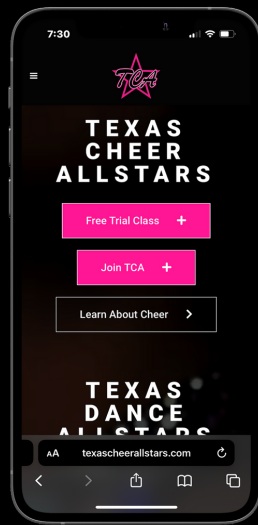 7:30
TCA
TEXAS
CHEER
ALLSTARS
Free Trial Class +
Join TCA +
Learn About Cheer >
TEXAS
DANCE
ALLSTARS
AA texascheerallstars.com